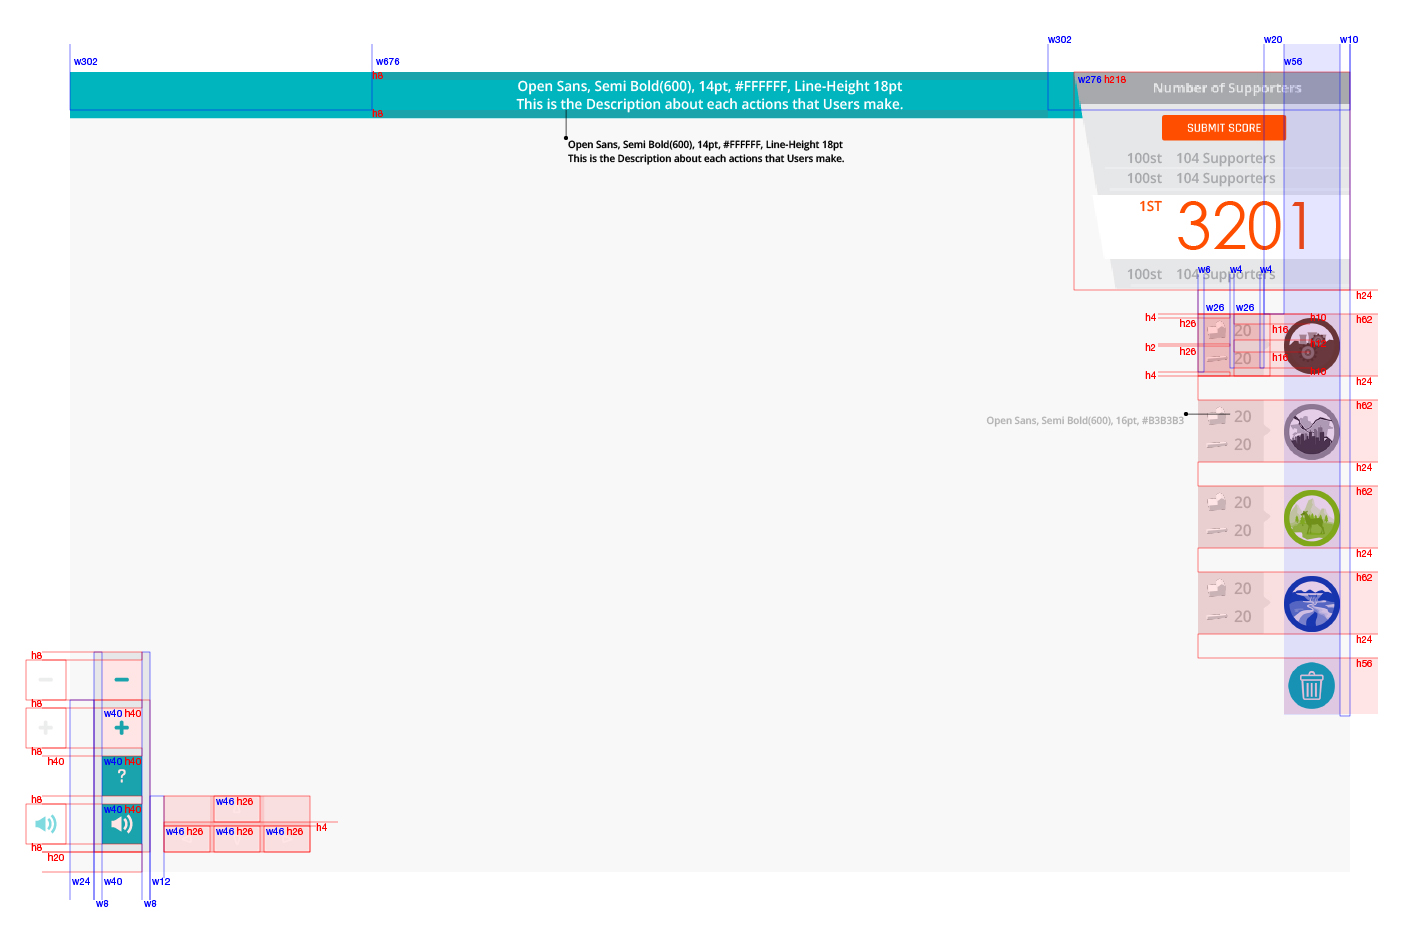 w302
w20
w10
w302
w676
w56
h8
w276 h218
Open Sans, Semi Bold(600), 14pt, #FFFFFF, Line-Height 18pt
Number of Supporters
This is the Description about each actions that Users make.
h8
SUBMIT SCORE
Open Sans, Semi Bold(600), 14pt, #FFFFFF, Line-Height 18pt
This is the Description about each actions that Users make.
100st 104 Supporters
100st 104 Supporters
1ST 3201
w6
w4
w4
100st 104 Supporters
h24
w26
w26
h4
h10
h62
h26
20
h16
h2
h26
20
h16
h4
h24
h62
Open Sans, Semi Bold(600), 16pt, #B3B3B3
20
20
h24
h62
20
20
h24
h62
20
20
h24
h56
h8
h8
w40 h40
h8
h40
w40 h40
?
h8
w40 h40
w46 h26
h4
w46 h26
w46 h26
w46 h26
h8
h20
w24
w40
w12
w8
w8